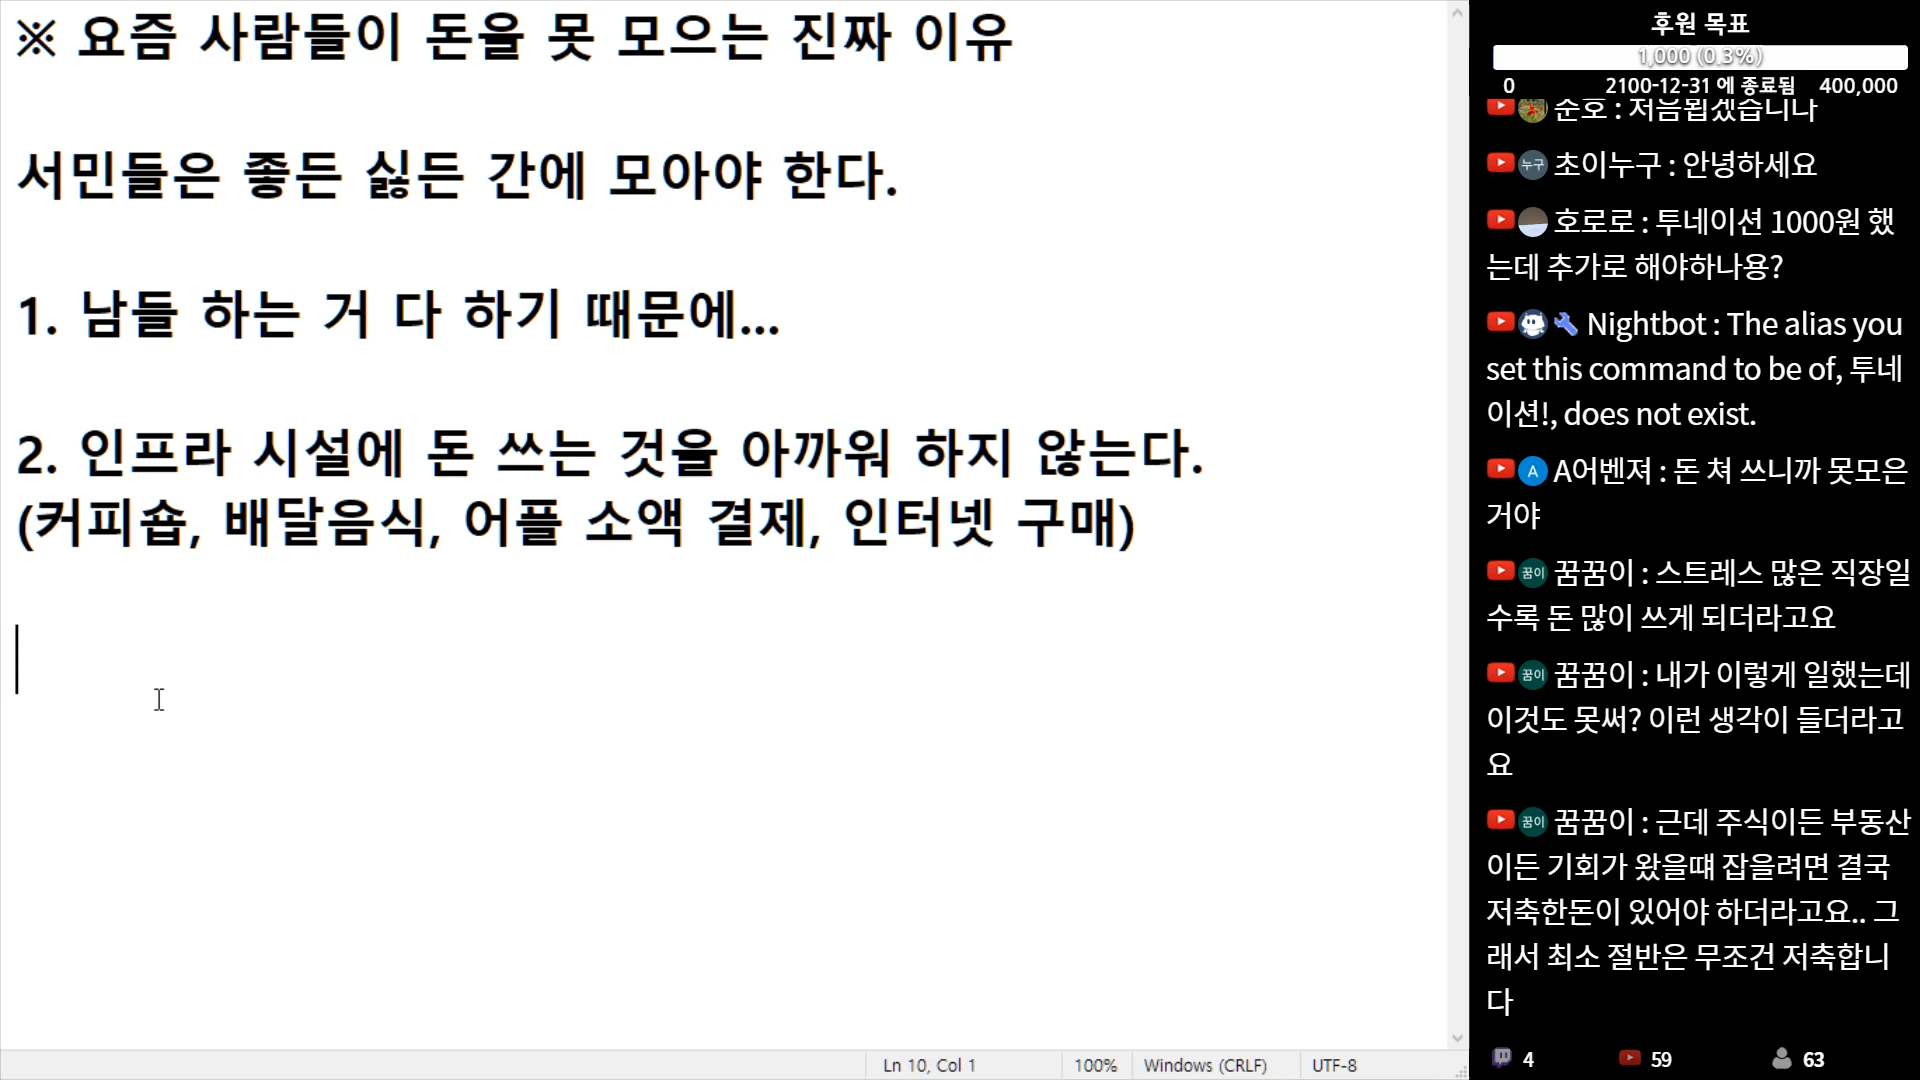 ※ 요즘 사람들이 돈을 못 모으는 진짜 이유
서민들은 좋든 싫든 간에 모아야 한다.
1. 남들 하는 거 다 하기 때문에...
2. 인프라 시설에 돈 쓰는 것을 아까워 하지 않는다.
(커피숍, 배달음식, 어플 소액 결제, 인터넷 구매)
Ln 10, Col 1
100%
Windows (CRLF)
UTF-8
후원 목표
1,000 (0.3%)
0 2100-12-31 에 종료됨 400,000
준호 : 저음뵙겠습니나
누구 초이누구 : 안녕하세요
호로로 : 투네이션 1000원 했
는데 추가로 해야하나용?
Nightbot : The alias you
set this command to be of, 투네
이션!, does not exist.
A A어벤져 : 돈 쳐 쓰니까 못모은
거야
꿈이 꿈꿈이 : 스트레스 많은 직장일
수록 돈 많이 쓰게 되더라고요
꿈이 꿈꿈이 : 내가 이렇게 일했는데
이것도 못써? 이런 생각이 들더라고
요
꿈이 꿈꿈이 : 근데 주식이든 부동산
이든 기회가 왔을떄 잡을려면 결국
저축한돈이 있어야 하더라고요.. 그
래서 최소 절반은 무조건 저축합니
다
4 59 63